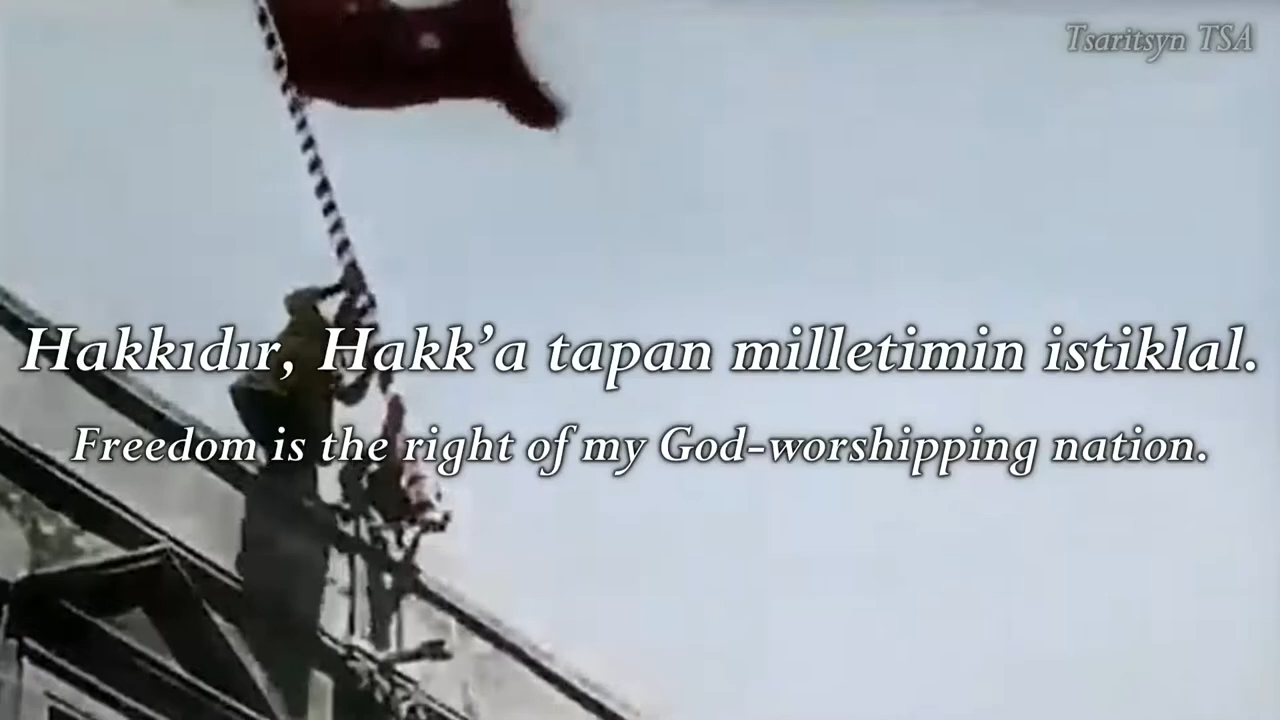 Tsaritsyn TSA
Hakkıdır, Hakk’a tapan milletimin istiklal.
Freedom is the right of my God-worshipping nation.